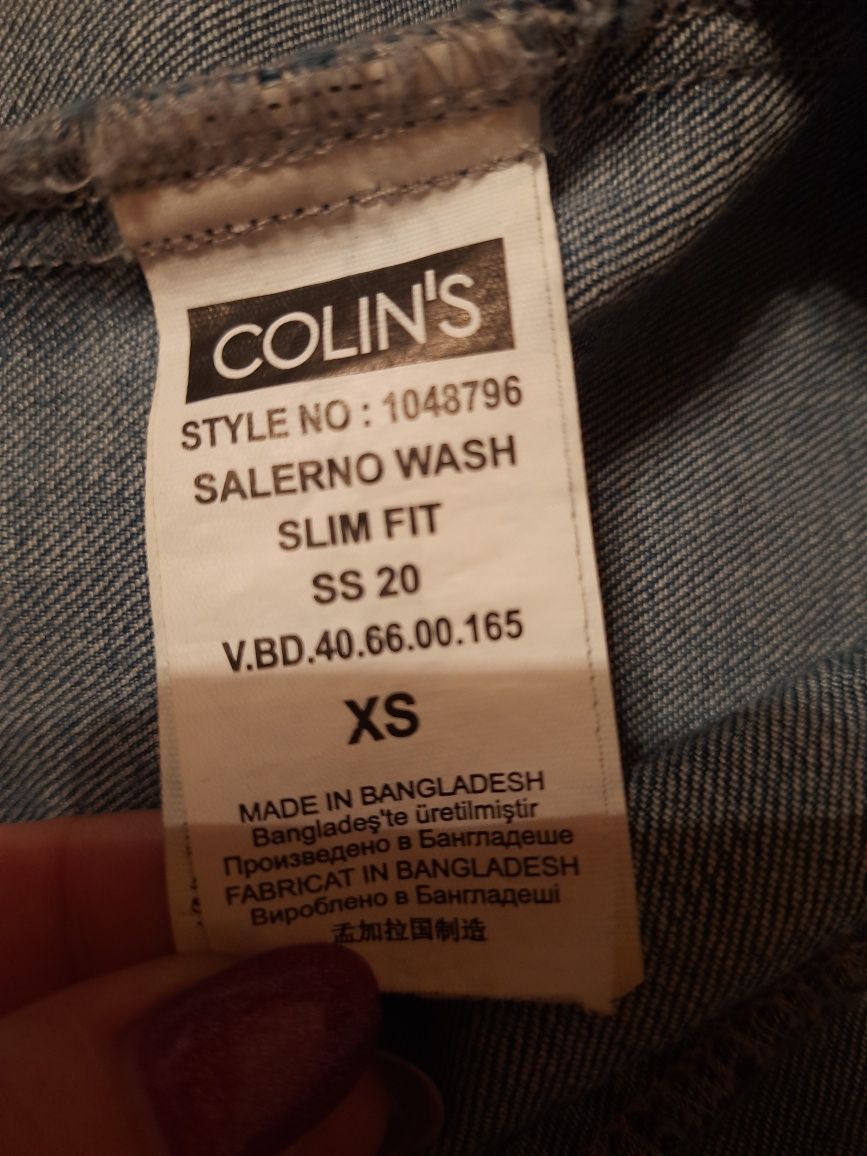 COLIN'S
STYLE NO : 1048796
SALERNO WASH
SLIM FIT
SS 20
V.BD.40.66.00.165
XS
MADE IN BANGLADESH
Bangladeş'te üretilmiştir
Произведено в Бангладеше
FABRICAT IN BANGLADESH
Вироблено в Бангладеші
孟加拉国制造